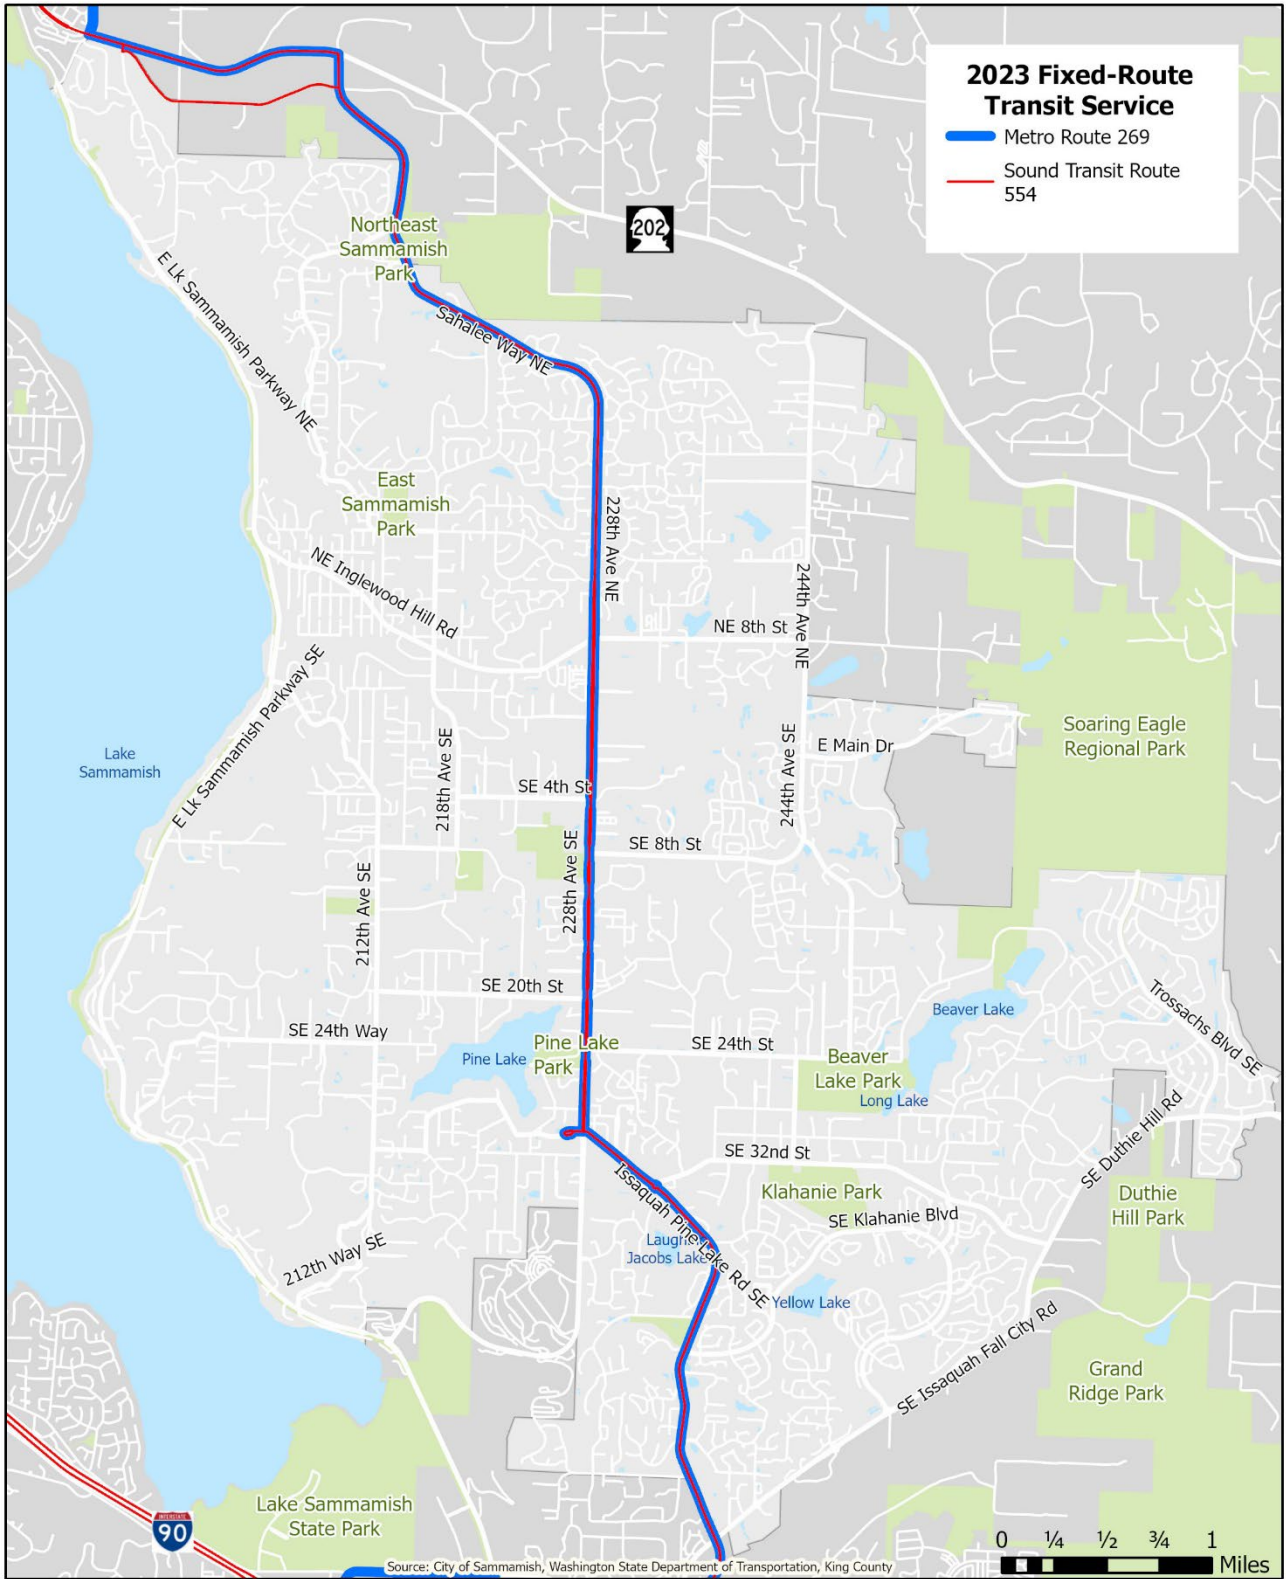 2023 Fixed-Route
Transit Service
Metro Route 269
Sound Transit Route
554
202
Northeast
Sammamish
Park
Sahalee Way NE
E Lk Sammamish Parkway NE
East
Sammamish
Park
228th Ave NE
NE Inglewood Hill Rd
244th Ave NE
NE 8th St
E Lk Sammamish Parkway SE
Soaring Eagle
Regional Park
Lake
Sammamish
218th Ave SE
244th Ave SE
E Main Dr
SE 4th St
SE 8th St
228th Ave SE
212th Ave SE
SE 20th St
Beaver Lake
Trossachs Blvd SE
SE 24th Way
Pine Lake
Pine Lake
Park
SE 24th St
Beaver
Lake Park
Long Lake
SE Duthie Hill Rd
SE 32nd St
Issaquah Pine Lake Rd SE
Klahanie Park
Duthie
Hill Park
SE Klahanie Blvd
Laughing
Jacobs Lake
212th Way SE
Yellow Lake
SE Issaquah Fall City Rd
Grand
Ridge Park
Lake Sammamish
State Park
INTERSTATE
90
0 ¼ ½ ¾ 1
Miles
Source: City of Sammamish, Washington State Department of Transportation, King County